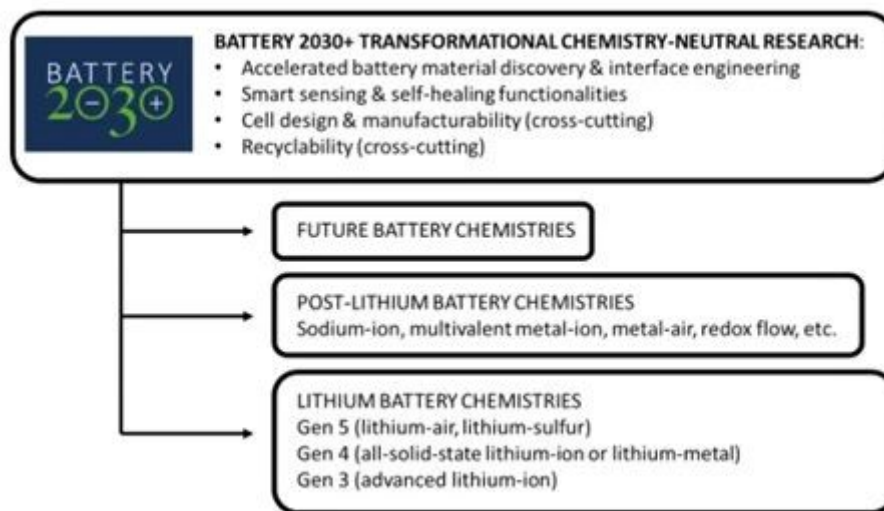 BATTERY
2030+
BATTERY 2030+ TRANSFORMATIONAL CHEMISTRY-NEUTRAL RESEARCH:
• Accelerated battery material discovery & interface engineering
• Smart sensing & self-healing functionalities
• Cell design & manufacturability (cross-cutting)
• Recyclability (cross-cutting)
FUTURE BATTERY CHEMISTRIES
POST-LITHIUM BATTERY CHEMISTRIES
Sodium-ion, multivalent metal-ion, metal-air, redox flow, etc.
LITHIUM BATTERY CHEMISTRIES
Gen 5 (lithium-air, lithium-sulfur)
Gen 4 (all-solid-state lithium-ion or lithium-metal)
Gen 3 (advanced lithium-ion)